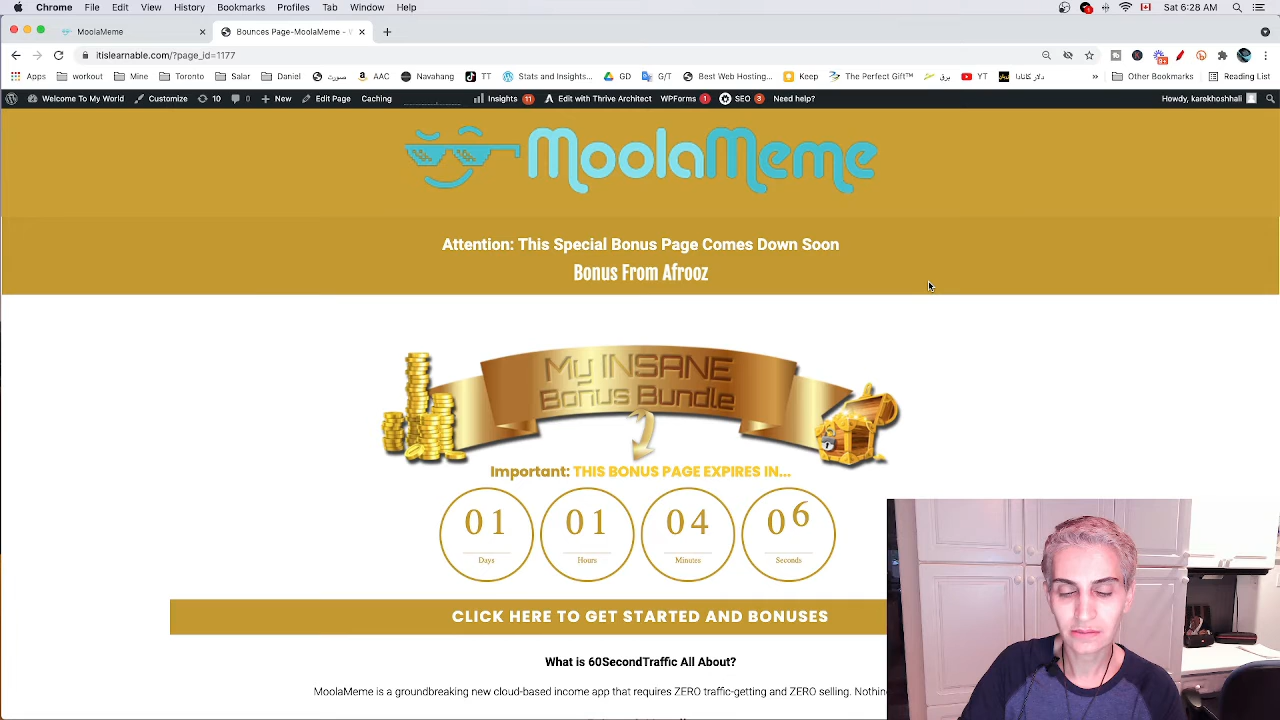 Chrome File Edit View History Bookmarks Profiles Tab Window Help
Sat 6:28 AM
MoolaMeme
Bounces Page-MoolaMeme - W
itislearnable.com/?page_id=1177
Apps workout Mine Toronto Salar Daniel صورت AAC Navahang TT Stats and Insights... GD G/T Best Web Hosting... Keep The Perfect Gift™ برق YT » Other Bookmarks Reading List
Welcome To My World Customize 10 0 New Edit Page Caching Insights 11 Edit with Thrive Architect WPForms 1 SEO 3 Need help? Howdy, karekhoshhali
MoolaMeme
Attention: This Special Bonus Page Comes Down Soon
Bonus From Afrooz
My INSANE
Bonus Bundle
Important: THIS BONUS PAGE EXPIRES IN...
01 01 04 06
Days Hours Minutes Seconds
CLICK HERE TO GET STARTED AND BONUSES
What is 60SecondTraffic All About?
MoolaMeme is a groundbreaking new cloud-based income app that requires ZERO traffic-getting and ZERO selling. Nothin